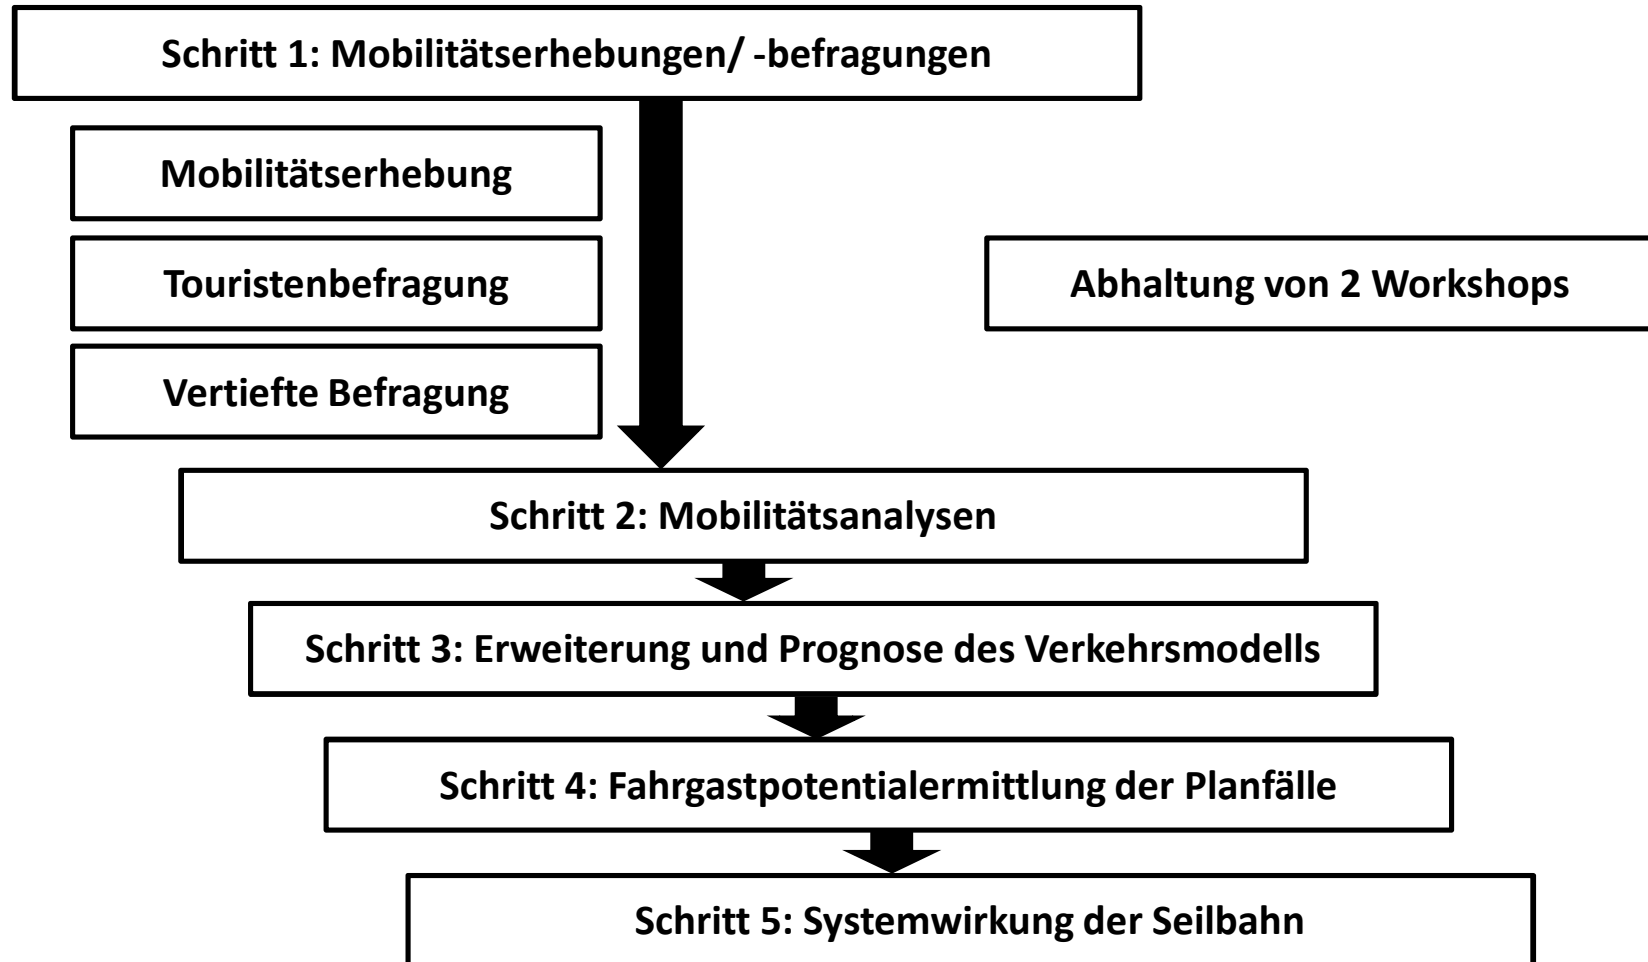 Schritt 1: Mobilitätserhebungen/ -befragungen
Mobilitätserhebung
Touristenbefragung
Abhaltung von 2 Workshops
Vertiefte Befragung
Schritt 2: Mobilitätsanalysen
Schritt 3: Erweiterung und Prognose des Verkehrsmodells
Schritt 4: Fahrgastpotentialermittlung der Planfälle
Schritt 5: Systemwirkung der Seilbahn